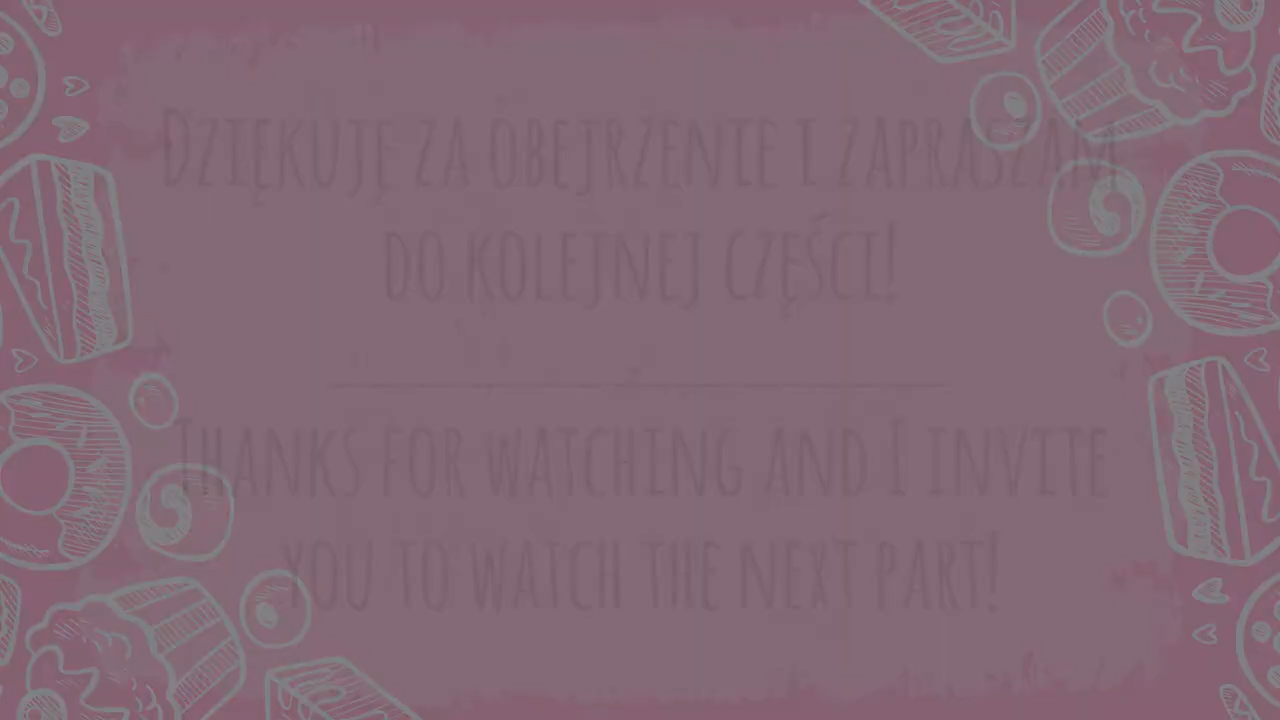 Dziękuję za obejrzenie i zapraszam
do kolejnej części!
Thanks for watching and I invite
you to watch the next part!